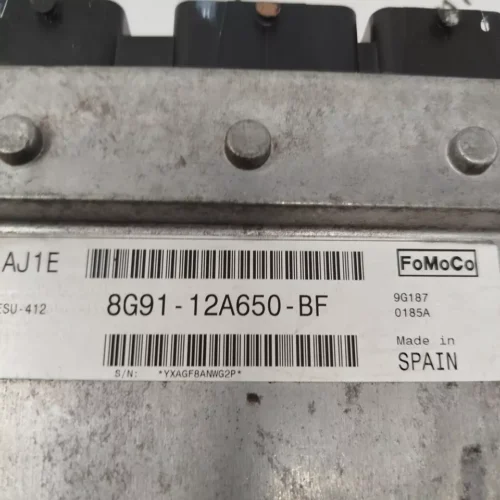 AJ1E
FoMoCo
ESU-412
8G91-12A650-BF
9G187
0185A
Made in
SPAIN
S/N: *YXAGF8ANWG2P*